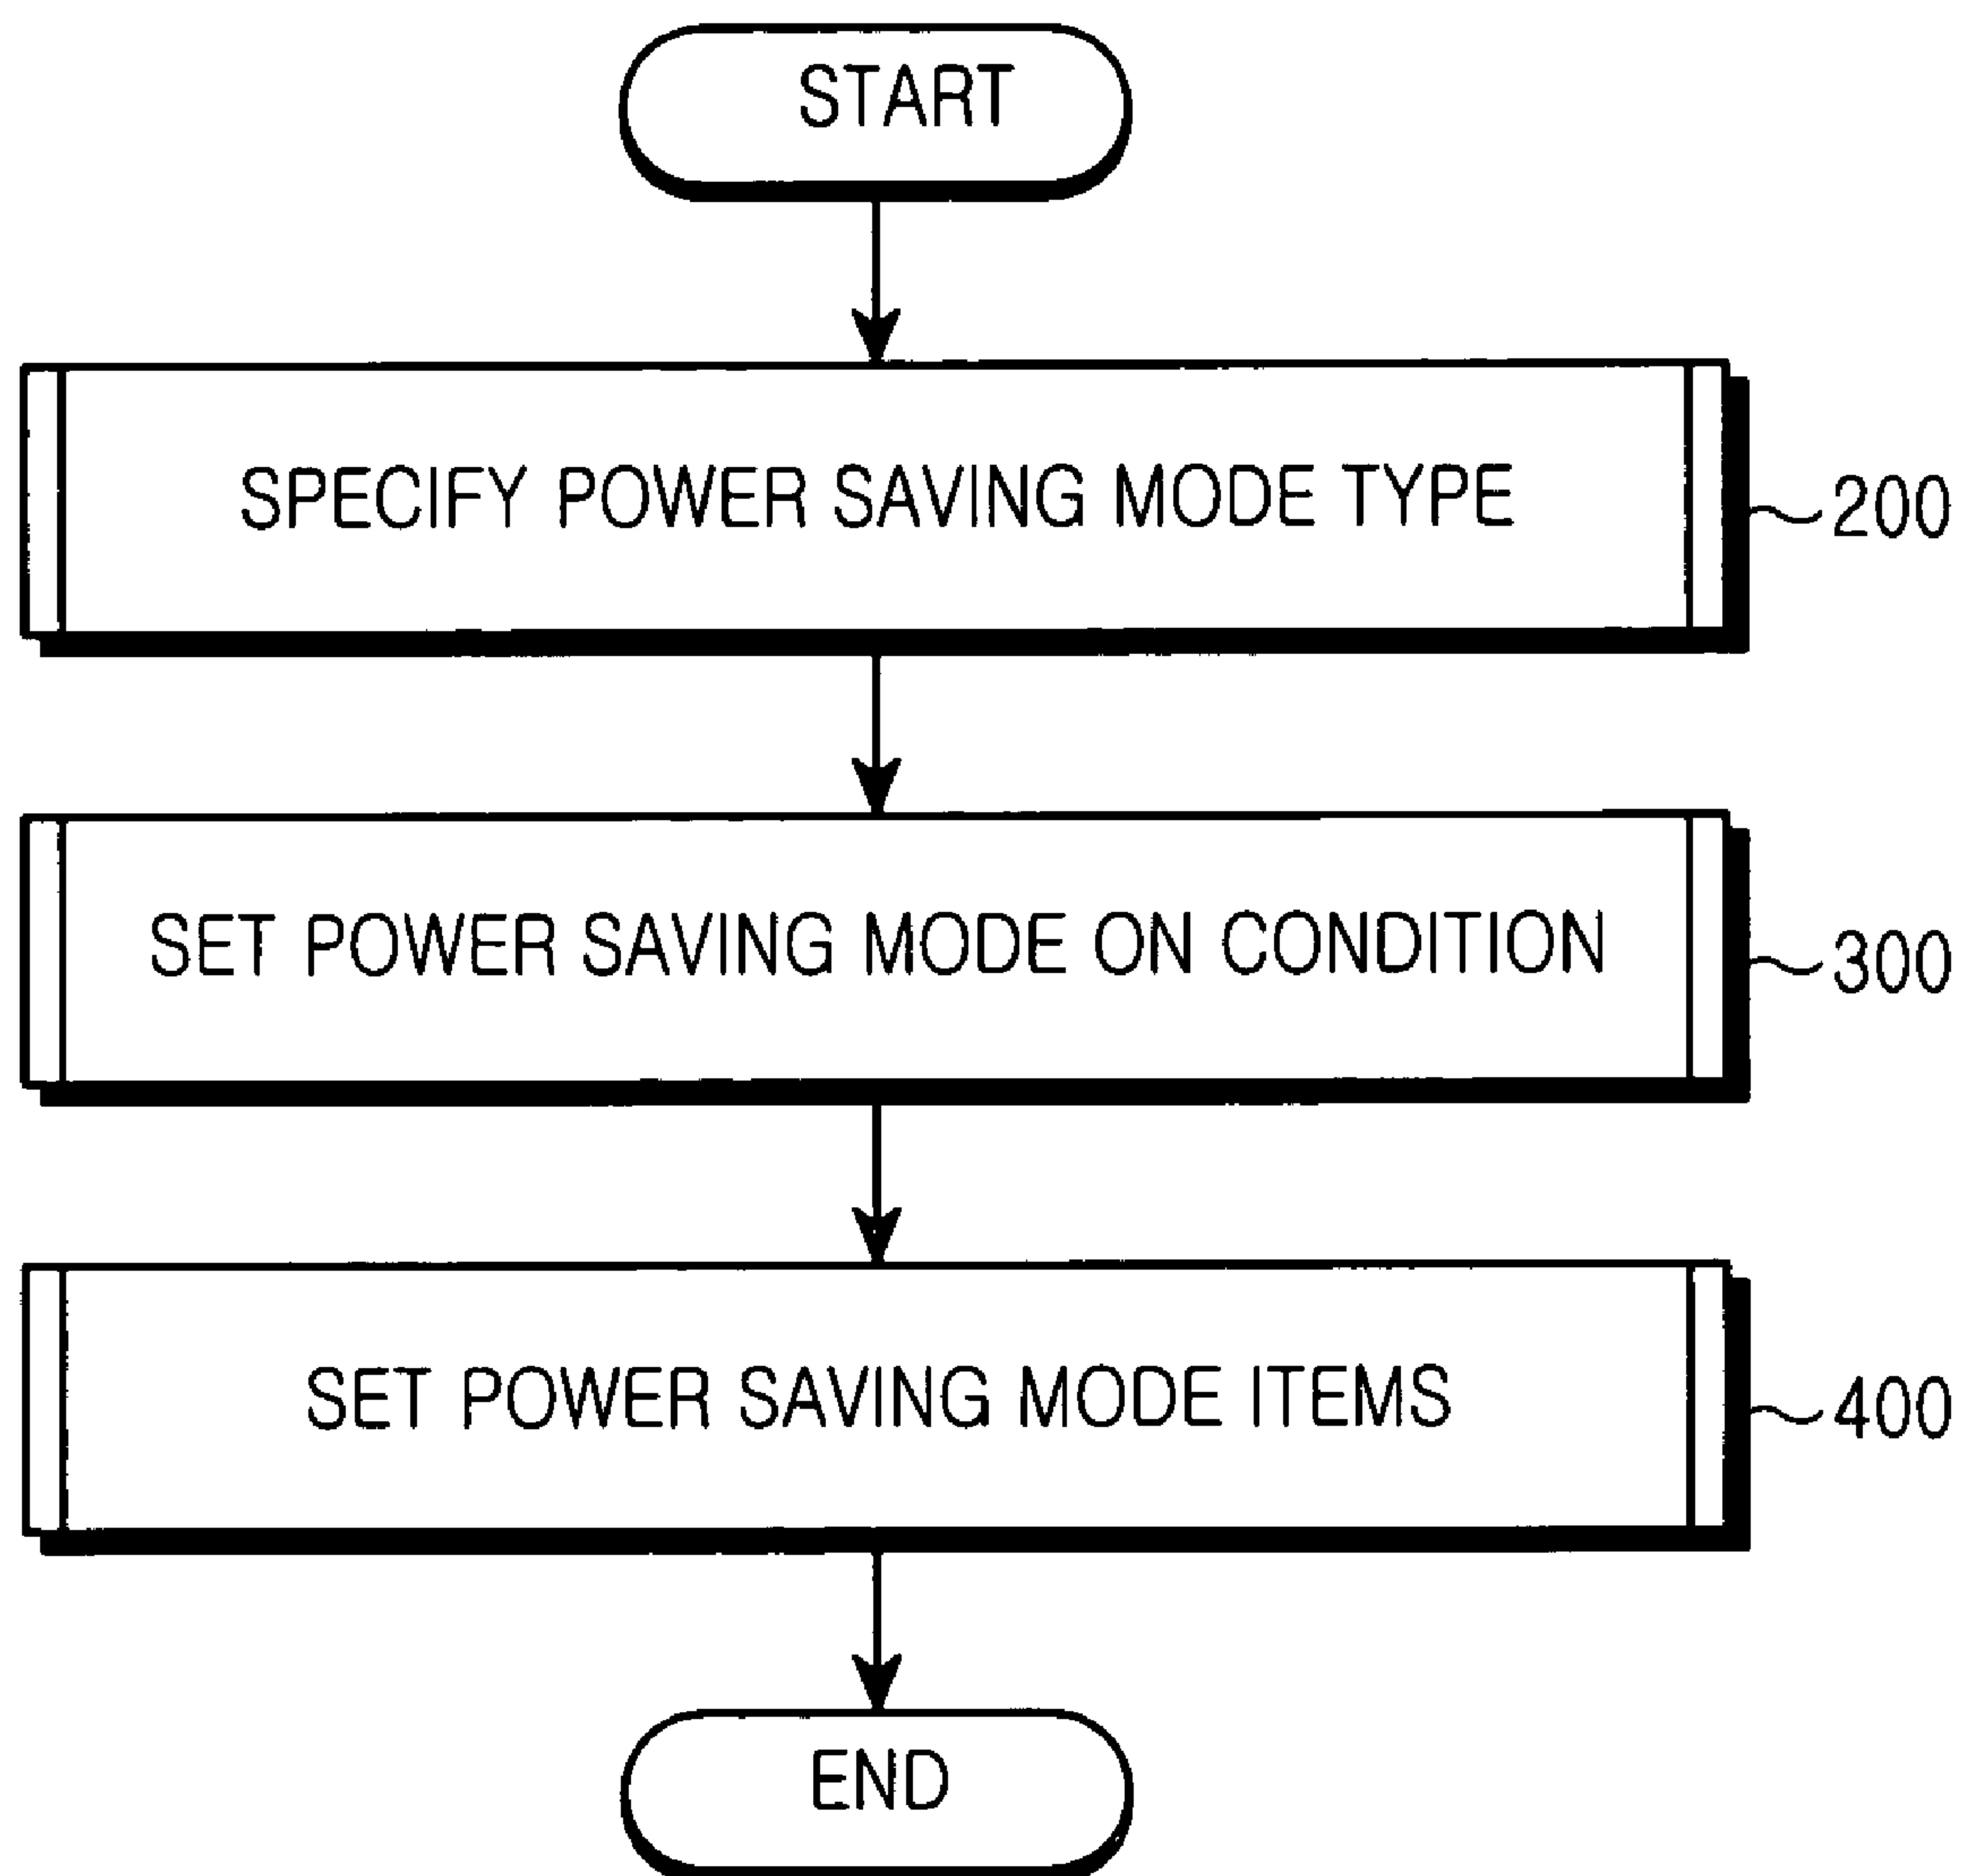 START
SPECIFY POWER SAVING MODE TYPE
200
SET POWER SAVING MODE ON CONDITION
300
SET POWER SAVING MODE ITEMS
400
END